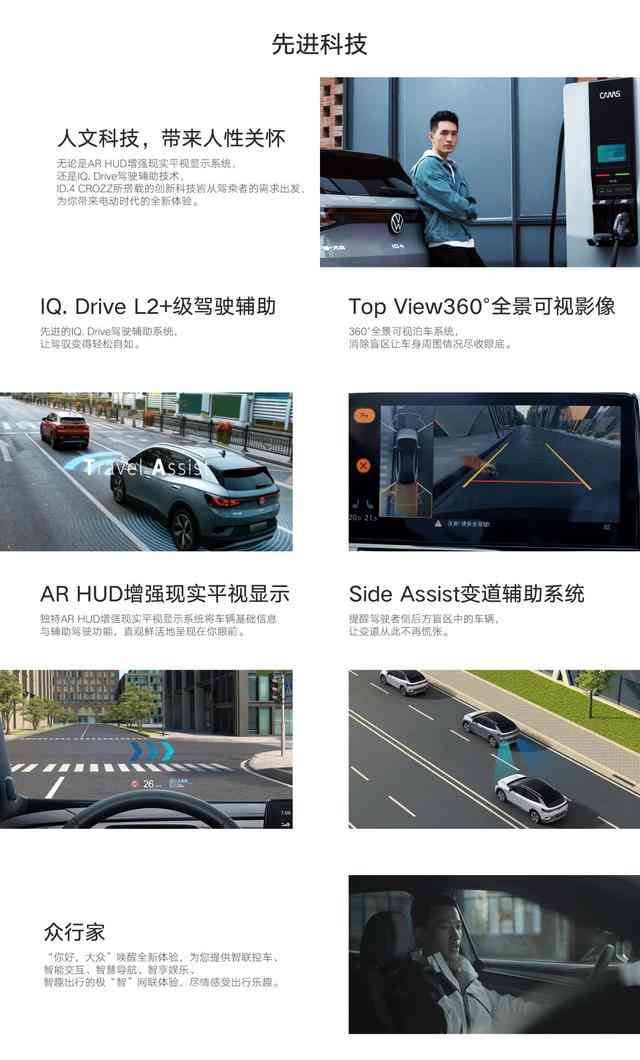 先进科技
人文科技，带来人性关怀
无论是AR HUD增强现实平视显示系统，
还是IQ. Drive驾驶辅助技术，
ID.4 CROZZ所搭载的创新科技皆从驾乘者的需求出发，
为你带来电动时代的全新体验。
CAMS
ID.4
IQ. Drive L2+级驾驶辅助
先进的IQ. Drive驾驶辅助系统，
让驾驭变得轻松自如。
Top View360°全景可视影像
360°全景可视泊车系统，
消除盲区让车身周围情况尽收眼底。
Travel Assist
20s 21s
注意! 请安全驾驶!
AR HUD增强现实平视显示
独特AR HUD增强现实平视显示系统将车辆基础信息
与辅助驾驶功能，直观鲜活地呈现在你眼前。
Side Assist变道辅助系统
提醒驾驶者侧后方盲区中的车辆，
让变道从此不再慌张。
26
众行家
“你好，大众”唤醒全新体验，为您提供智联控车、
智能交互、智慧导航、智享娱乐、
智趣出行的极“智”网联体验，尽情感受出行乐趣。